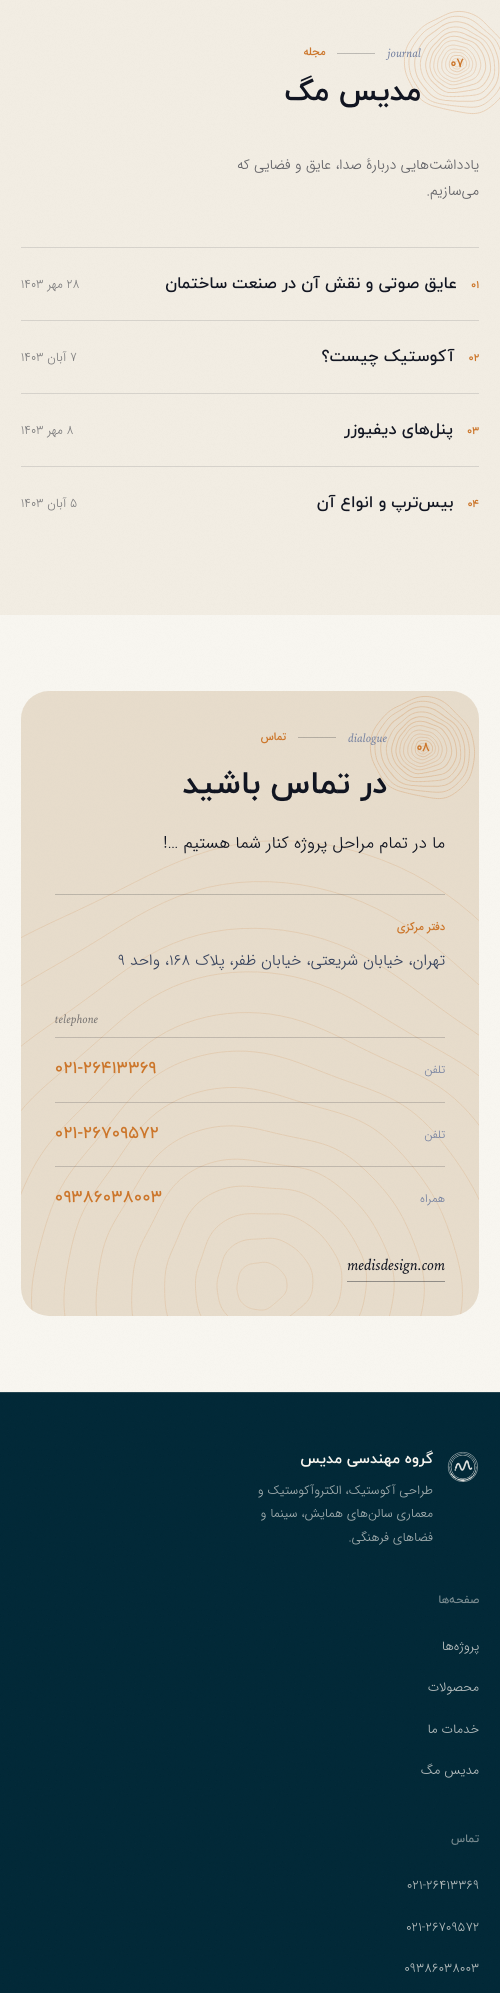 ۰۷
journal
مجله
مدیس مگ
یادداشت‌هایی دربارهٔ صدا، عایق و فضایی که
می‌سازیم.
۰۱ عایق صوتی و نقش آن در صنعت ساختمان ۲۸ مهر ۱۴۰۳
۰۲ آکوستیک چیست؟ ۷ آبان ۱۴۰۳
۰۳ پنل‌های دیفیوزر ۸ مهر ۱۴۰۳
۰۴ بیس‌ترپ و انواع آن ۵ آبان ۱۴۰۳
۰۸
dialogue
تماس
در تماس باشید
ما در تمام مراحل پروژه کنار شما هستیم ...!
دفتر مرکزی
تهران، خیابان شریعتی، خیابان ظفر، پلاک ۱۶۸، واحد ۹
telephone
تلفن ۰۲۱-۲۶۴۱۳۳۶۹
تلفن ۰۲۱-۲۶۷۰۹۵۷۲
همراه ۰۹۳۸۶۰۳۸۰۰۳
medisdesign.com
گروه مهندسی مدیس
طراحی آکوستیک، الکتروآکوستیک و
معماری سالن‌های همایش، سینما و
فضاهای فرهنگی.
صفحه‌ها
پروژه‌ها
محصولات
خدمات ما
مدیس مگ
تماس
۰۲۱-۲۶۴۱۳۳۶۹
۰۲۱-۲۶۷۰۹۵۷۲
۰۹۳۸۶۰۳۸۰۰۳